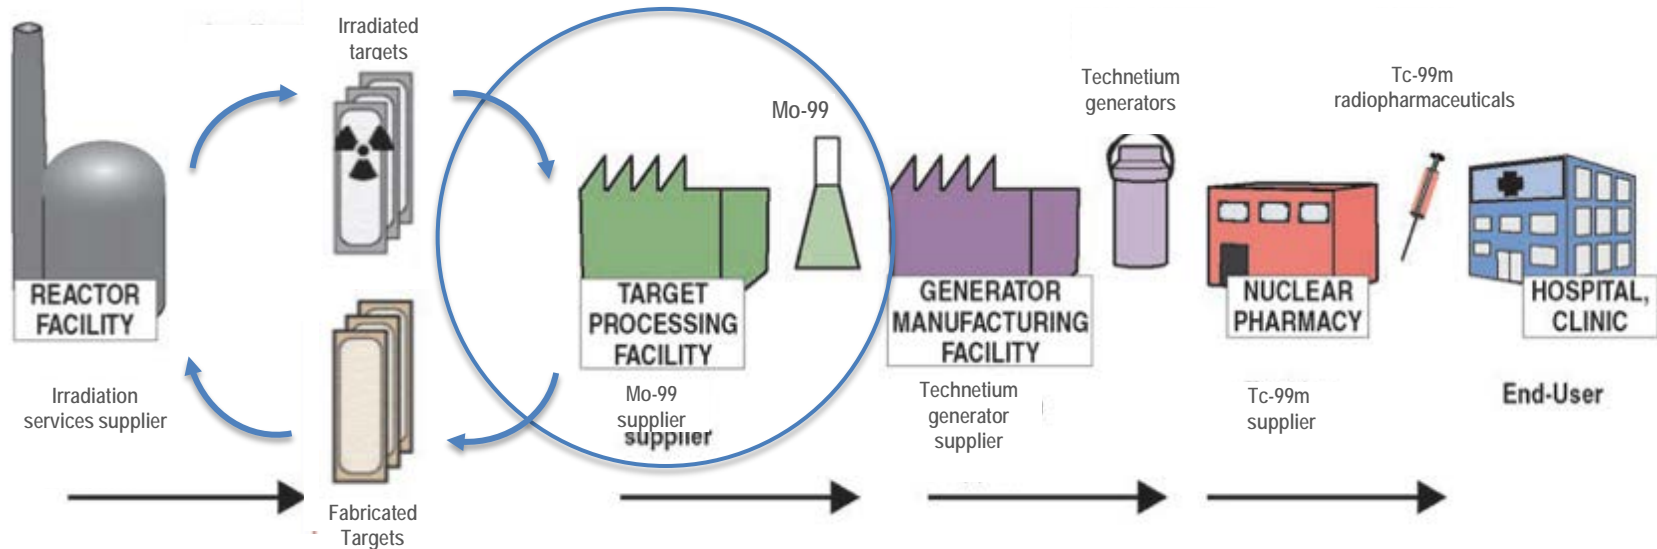 Irradiated
targets
Mo-99
Technetium
generators
Tc-99m
radiopharmaceuticals
REACTOR
FACILITY
TARGET
PROCESSING
FACILITY
GENERATOR
MANUFACTURING
FACILITY
NUCLEAR
PHARMACY
HOSPITAL,
CLINIC
Irradiation
services supplier
Mo-99
supplier
supplier
Technetium
generator
supplier
Tc-99m
supplier
End-User
Fabricated
Targets